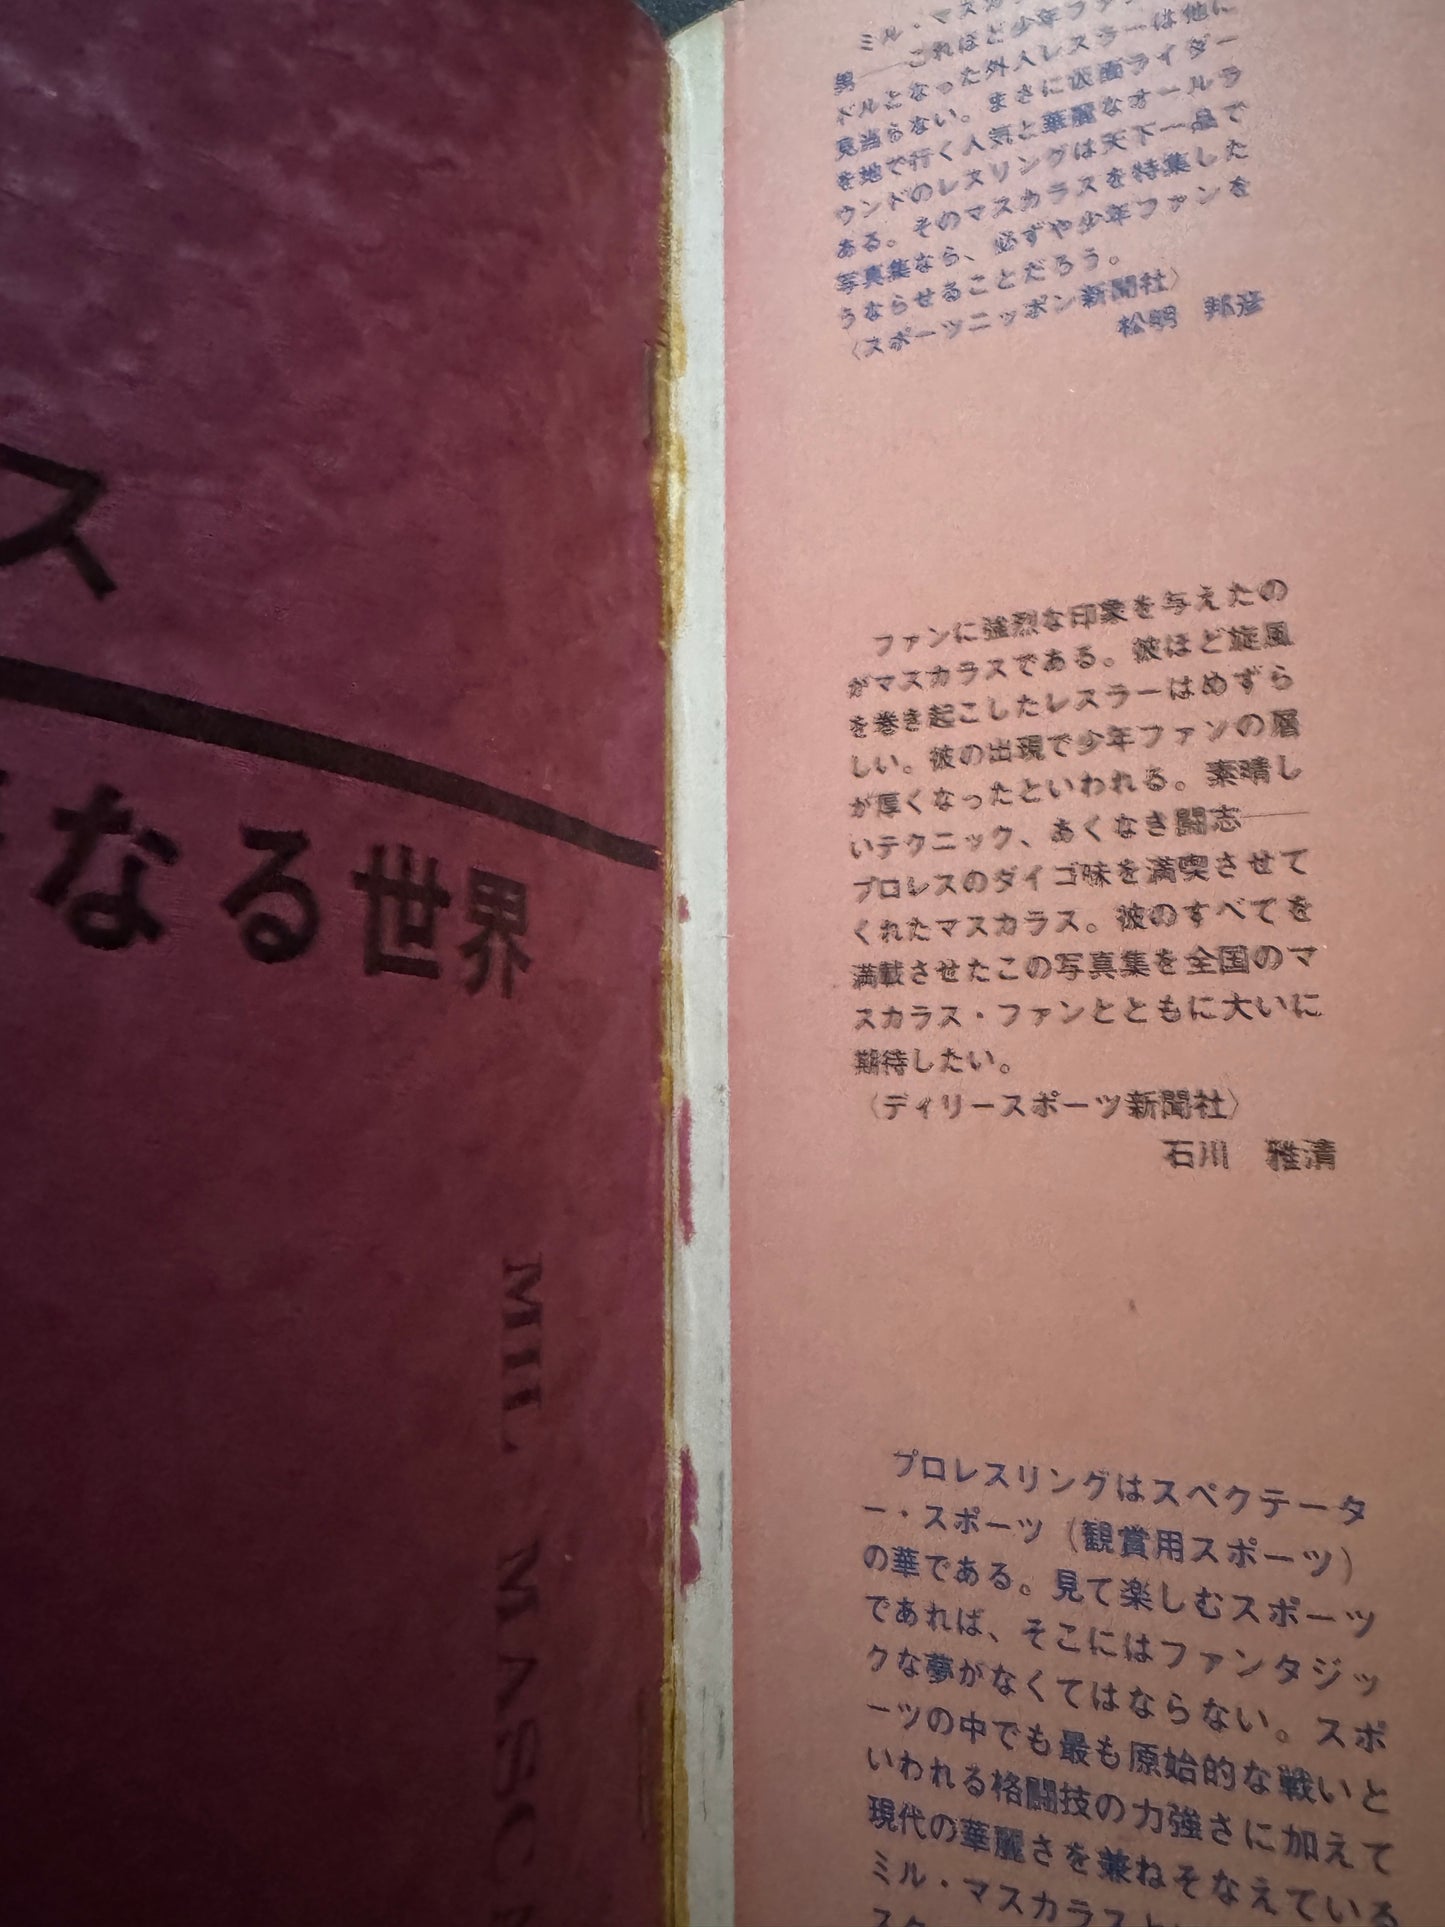 ス
なる世界
MIL MASC
ミル・マスカ
男──これほど少年ファ
ドルとなった外人レスラーは他に
見当らない。まさに仮面ライダー
を地で行く人気と華麗なオールラ
ウンドのレスリングは天下一品で
ある。そのマスカラスを特集した
写真集なら、必ずや少年ファンを
うならせることだろう。
〈スポーツニッポン新聞社〉
松明 邦彦
ファンに強烈な印象を与えたの
がマスカラスである。彼ほど旋風
を巻き起こしたレスラーはめずら
しい。彼の出現で少年ファンの層
が厚くなったといわれる。素晴し
いテクニック、あくなき闘志──
プロレスのダイゴ味を満喫させて
くれたマスカラス。彼のすべてを
満載させたこの写真集を全国のマ
スカラス・ファンとともに大いに
期待したい。
〈ディリースポーツ新聞社〉
石川 雅清
プロレスリングはスペクテータ
ー・スポーツ（観賞用スポーツ）
の華である。見て楽しむスポーツ
であれば、そこにはファンタジッ
クな夢がなくてはならない。スポ
ーツの中でも最も原始的な戦いと
いわれる格闘技の力強さに加えて
現代の華麗さを兼ねそなえている
ミル・マスカラスと